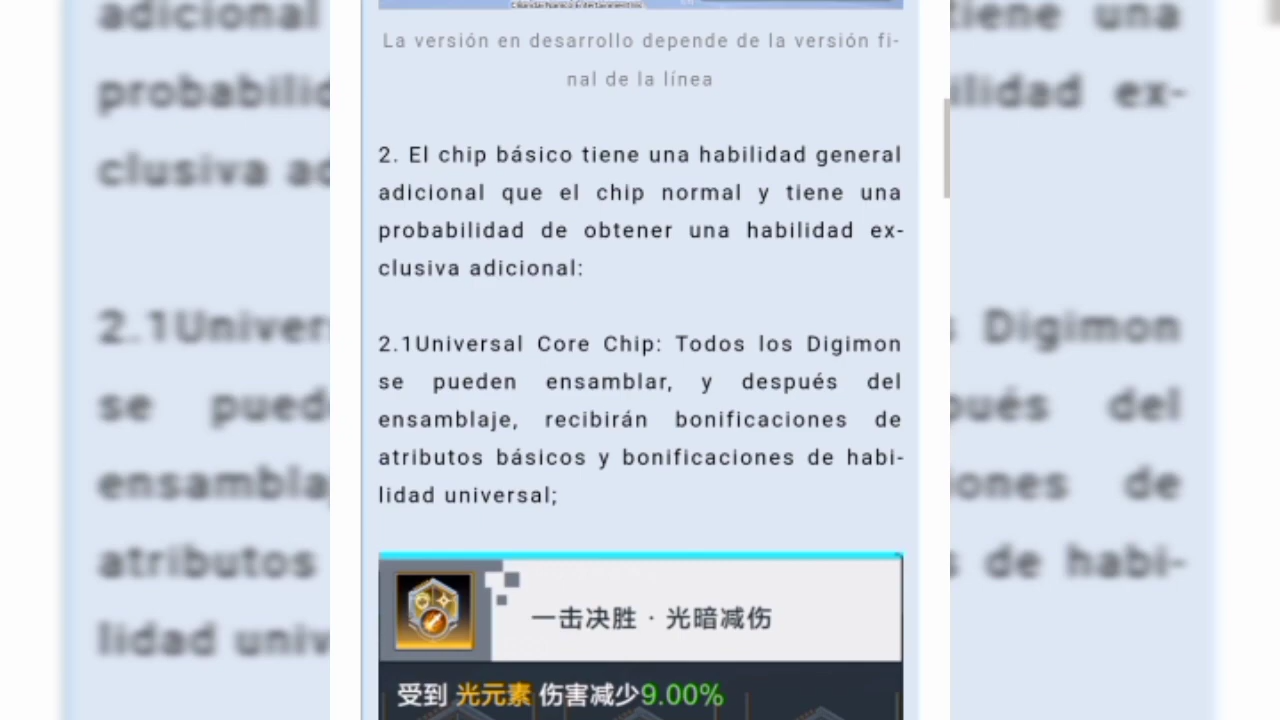 La versión en desarrollo depende de la versión fi-
nal de la línea
2. El chip básico tiene una habilidad general
adicional que el chip normal y tiene una
probabilidad de obtener una habilidad ex-
clusiva adicional:
2.1Universal Core Chip: Todos los Digimon
se pueden ensamblar, y después del
ensamblaje, recibirán bonificaciones de
atributos básicos y bonificaciones de habi-
lidad universal;
一击决胜 · 光暗减伤
受到 光元素 伤害减少9.00%